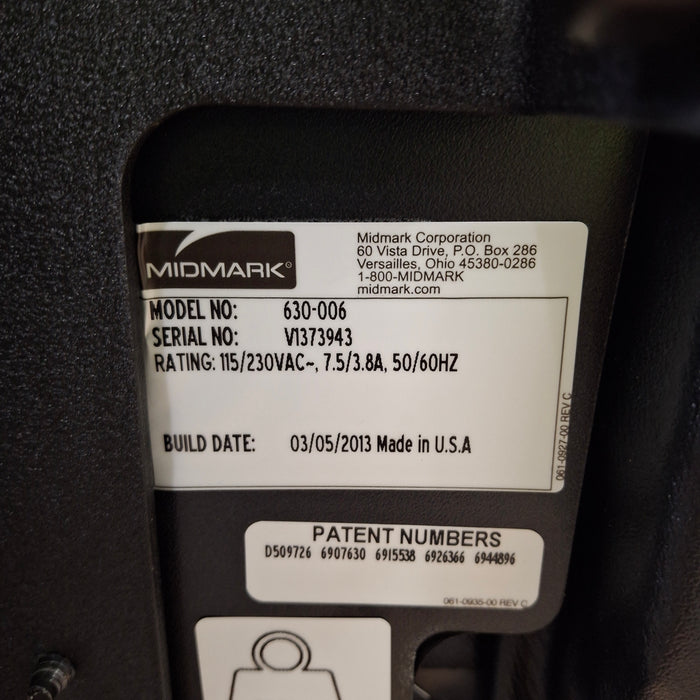 MIDMARK®
Midmark Corporation
60 Vista Drive, P.O. Box 286
Versailles, Ohio 45380-0286
1-800-MIDMARK
midmark.com
MODEL NO: 630-006
SERIAL NO: V1373943
RATING: 115/230VAC~, 7.5/3.8A, 50/60HZ
BUILD DATE: 03/05/2013 Made in U.S.A
061-0927-00 REV C
PATENT NUMBERS
D509726 6907630 6915538 6926366 6944896
061-0935-00 REV C